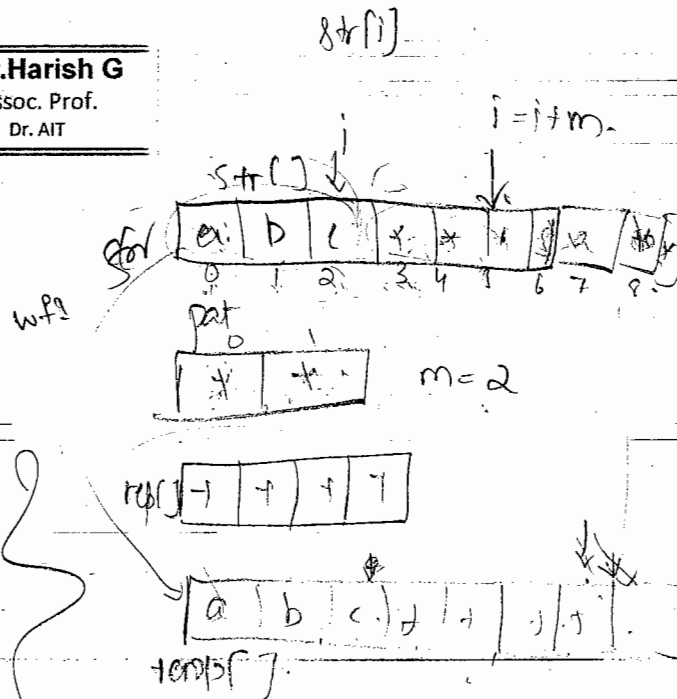 str[i]
.Harish G
ssoc. Prof.
Dr. AIT
i
i = i+m.
str[]
str a b c * *
0 1 2 3 4 5 6 7 8
pat
0 1
* *
m = 2
rep[] + + + +
a b c + + + +
temp[].